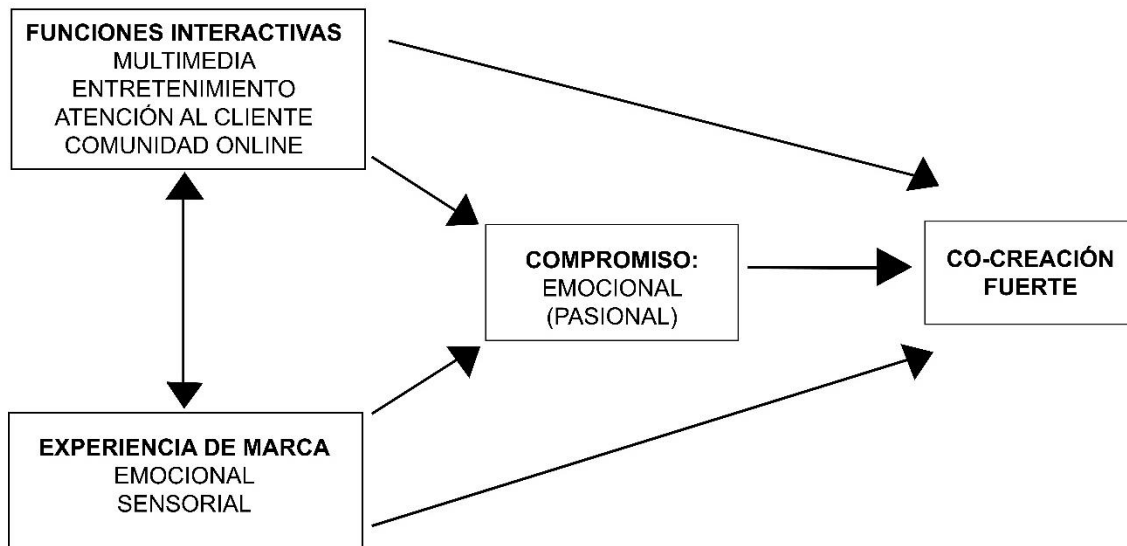 FUNCIONES INTERACTIVAS
MULTIMEDIA
ENTRETENIMIENTO
ATENCIÓN AL CLIENTE
COMUNIDAD ONLINE
COMPROMISO:
EMOCIONAL
(PASIONAL)
CO-CREACIÓN
FUERTE
EXPERIENCIA DE MARCA
EMOCIONAL
SENSORIAL